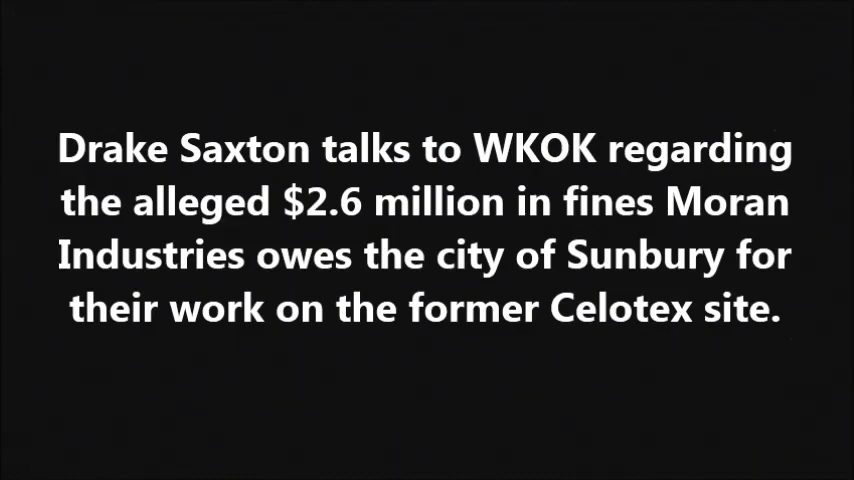 Drake Saxton talks to WKOK regarding
the alleged $2.6 million in fines Moran
Industries owes the city of Sunbury for
their work on the former Celotex site.